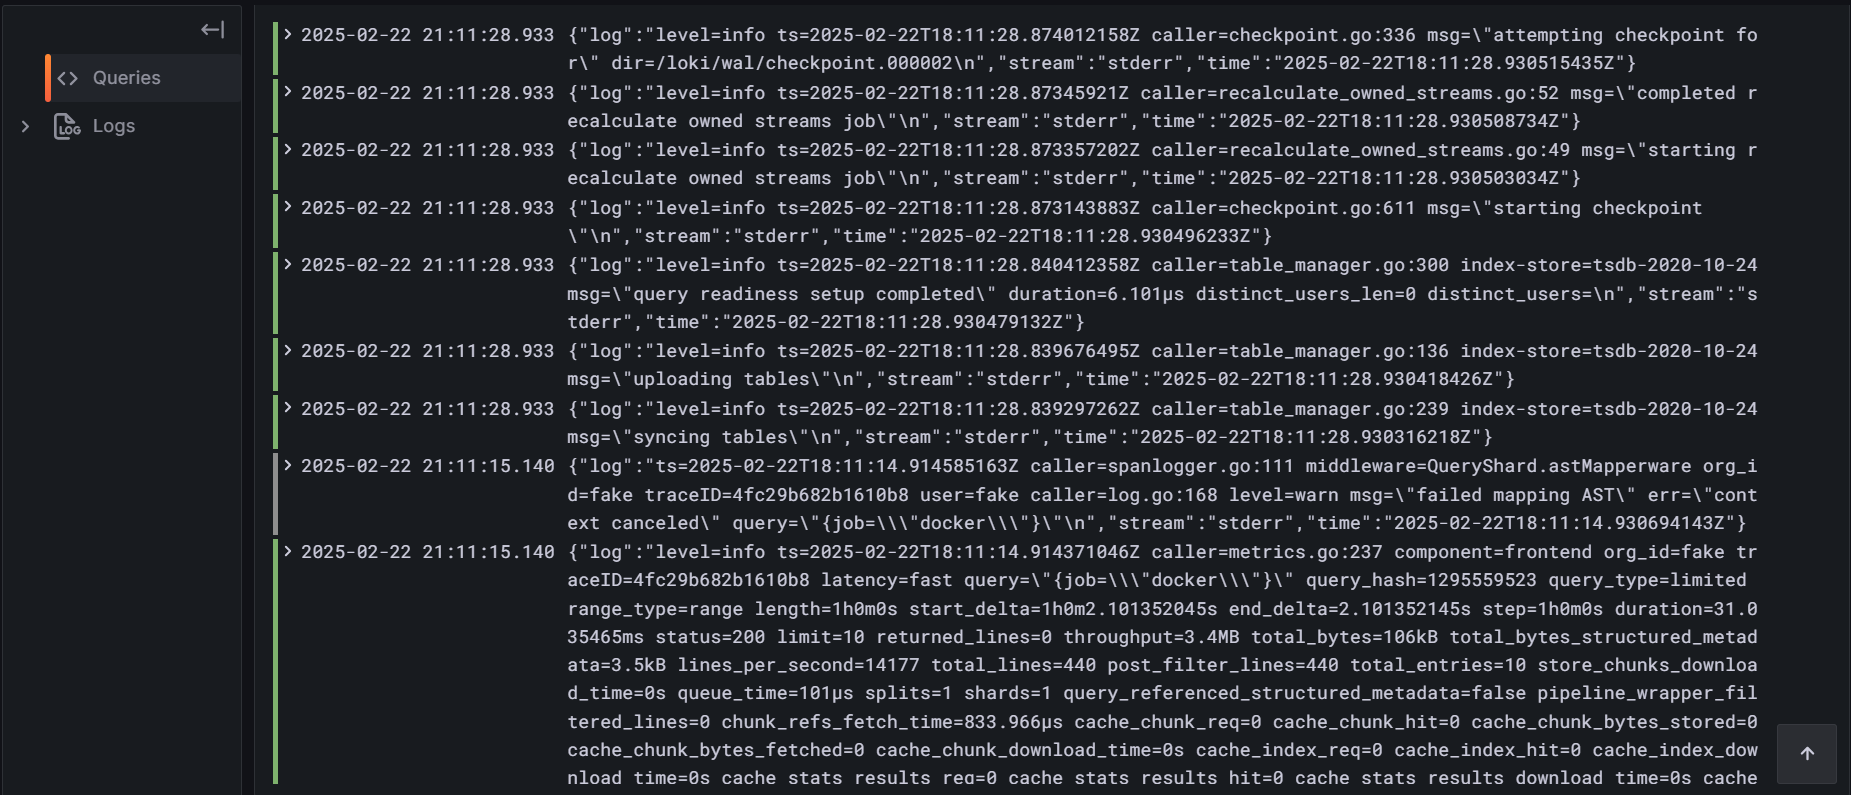 Queries
Logs
2025-02-22 21:11:28.933 {"log":"level=info ts=2025-02-22T18:11:28.874012158Z caller=checkpoint.go:336 msg=\"attempting checkpoint fo
r\" dir=/loki/wal/checkpoint.000002\n","stream":"stderr","time":"2025-02-22T18:11:28.930515435Z"}
2025-02-22 21:11:28.933 {"log":"level=info ts=2025-02-22T18:11:28.87345921Z caller=recalculate_owned_streams.go:52 msg=\"completed r
ecalculate owned streams job\"\n","stream":"stderr","time":"2025-02-22T18:11:28.930508734Z"}
2025-02-22 21:11:28.933 {"log":"level=info ts=2025-02-22T18:11:28.873357202Z caller=recalculate_owned_streams.go:49 msg=\"starting r
ecalculate owned streams job\"\n","stream":"stderr","time":"2025-02-22T18:11:28.930503034Z"}
2025-02-22 21:11:28.933 {"log":"level=info ts=2025-02-22T18:11:28.873143883Z caller=checkpoint.go:611 msg=\"starting checkpoint
\"\n","stream":"stderr","time":"2025-02-22T18:11:28.930496233Z"}
2025-02-22 21:11:28.933 {"log":"level=info ts=2025-02-22T18:11:28.840412358Z caller=table_manager.go:300 index-store=tsdb-2020-10-24
msg=\"query readiness setup completed\" duration=6.101µs distinct_users_len=0 distinct_users=\n","stream":"s
tderr","time":"2025-02-22T18:11:28.930479132Z"}
2025-02-22 21:11:28.933 {"log":"level=info ts=2025-02-22T18:11:28.839676495Z caller=table_manager.go:136 index-store=tsdb-2020-10-24
msg=\"uploading tables\"\n","stream":"stderr","time":"2025-02-22T18:11:28.930418426Z"}
2025-02-22 21:11:28.933 {"log":"level=info ts=2025-02-22T18:11:28.839297262Z caller=table_manager.go:239 index-store=tsdb-2020-10-24
msg=\"syncing tables\"\n","stream":"stderr","time":"2025-02-22T18:11:28.930316218Z"}
2025-02-22 21:11:15.140 {"log":"ts=2025-02-22T18:11:14.914585163Z caller=spanlogger.go:111 middleware=QueryShard.astMapperware org_i
d=fake traceID=4fc29b682b1610b8 user=fake caller=log.go:168 level=warn msg=\"failed mapping AST\" err=\"cont
ext canceled\" query=\"{job=\\\"docker\\\"}\"\n","stream":"stderr","time":"2025-02-22T18:11:14.930694143Z"}
2025-02-22 21:11:15.140 {"log":"level=info ts=2025-02-22T18:11:14.914371046Z caller=metrics.go:237 component=frontend org_id=fake tr
aceID=4fc29b682b1610b8 latency=fast query=\"{job=\\\"docker\\\"}\" query_hash=1295559523 query_type=limited
range_type=range length=1h0m0s start_delta=1h0m2.101352045s end_delta=2.101352145s step=1h0m0s duration=31.0
35465ms status=200 limit=10 returned_lines=0 throughput=3.4MB total_bytes=106kB total_bytes_structured_metad
ata=3.5kB lines_per_second=14177 total_lines=440 post_filter_lines=440 total_entries=10 store_chunks_downloa
d_time=0s queue_time=101µs splits=1 shards=1 query_referenced_structured_metadata=false pipeline_wrapper_fil
tered_lines=0 chunk_refs_fetch_time=833.966µs cache_chunk_req=0 cache_chunk_hit=0 cache_chunk_bytes_stored=0
cache_chunk_bytes_fetched=0 cache_chunk_download_time=0s cache_index_req=0 cache_index_hit=0 cache_index_dow
nload_time=0s cache_stats_results_req=0 cache_stats_results_hit=0 cache_stats_results_download_time=0s cache